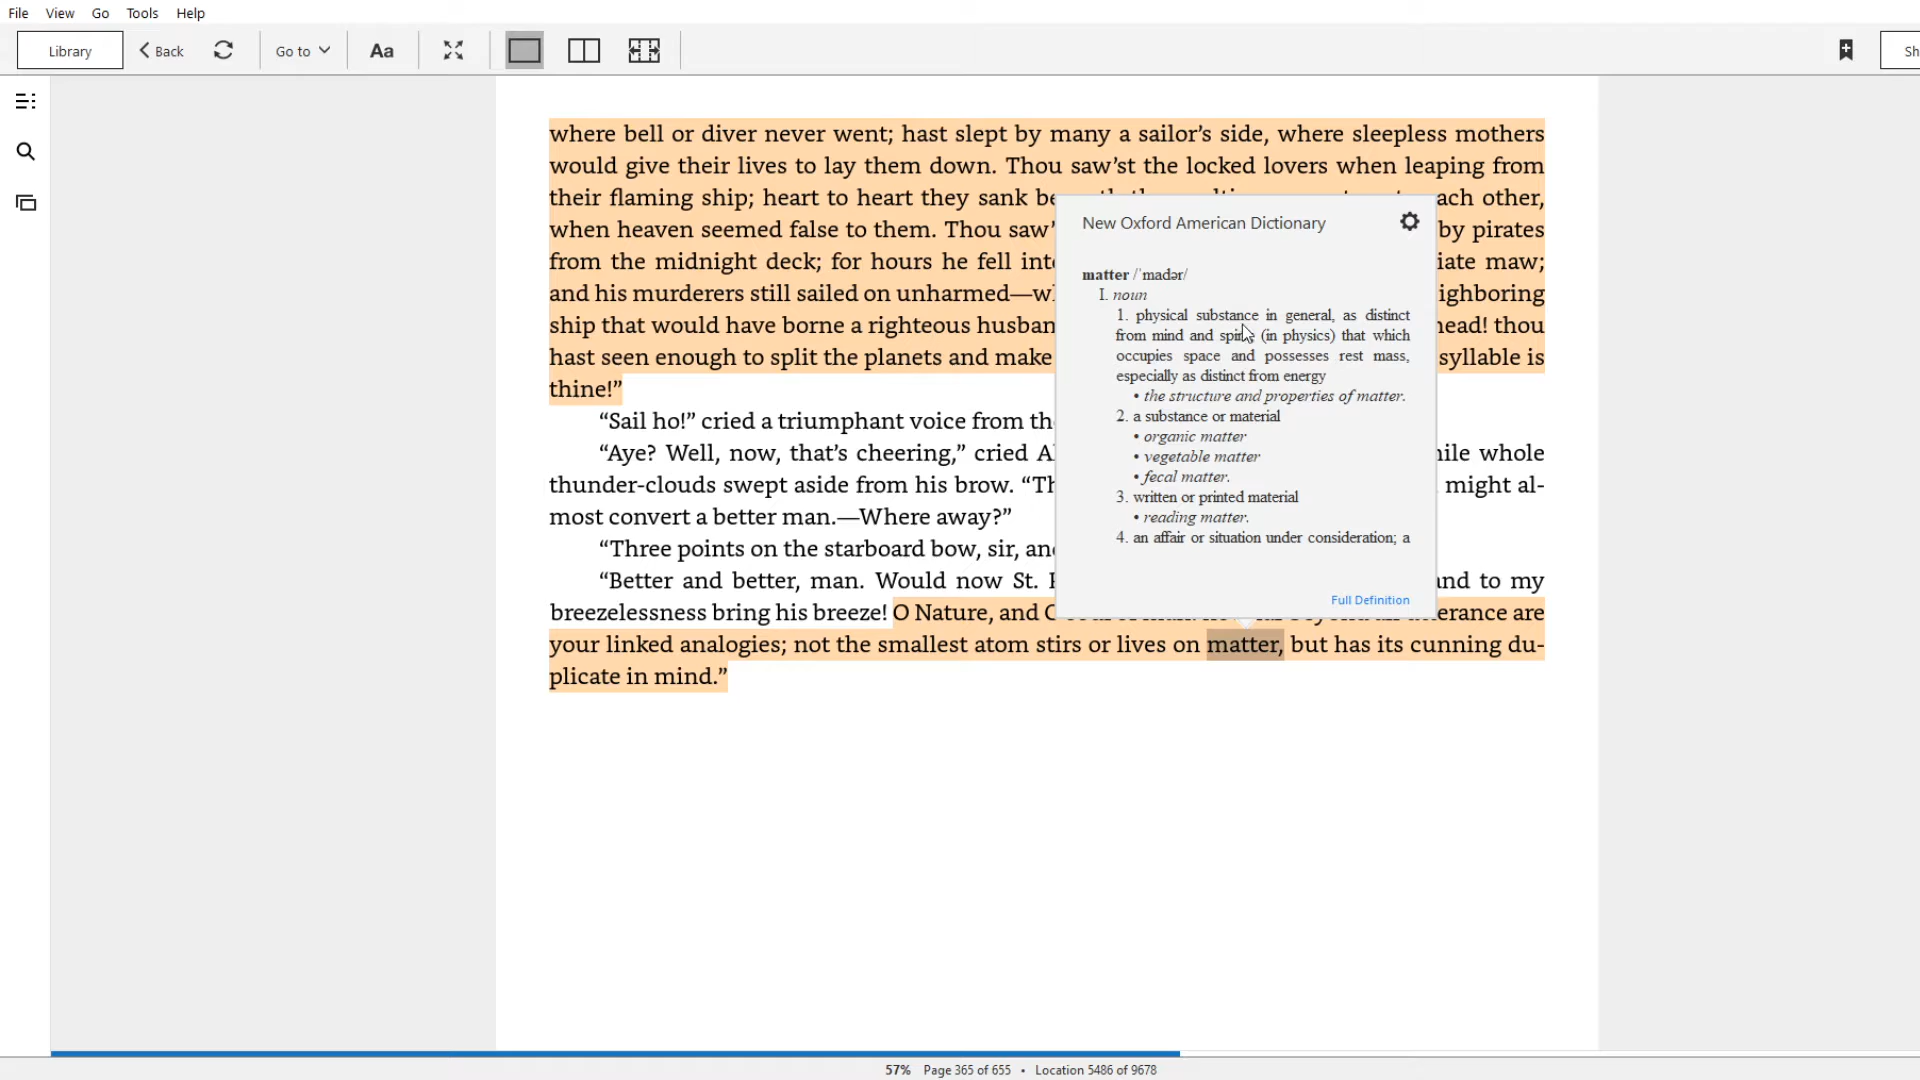 File View Go Tools Help
Library Back Go to Aa Sh
where bell or diver never went; hast slept by many a sailor’s side, where sleepless mothers
would give their lives to lay them down. Thou saw’st the locked lovers when leaping from
their flaming ship; heart to heart they sank ach other,
when heaven seemed false to them. Thou saw’ by pirates
from the midnight deck; for hours he fell iate maw;
and his murderers still sailed on unharmed— ighboring
ship that would have borne a righteous husban ead! thou
hast seen enough to split the planets and make syllable is
thine!”
“Sail ho!” cried a triumphant voice from
“Aye? Well, now, that’s cheering,” cried whole
thunder-clouds swept aside from his brow. might al-
most convert a better man.—Where away?”
“Three points on the starboard bow, sir,
“Better and better, man. Would now St. and to my
breezelessness bring his breeze! O Nature, and erance are
your linked analogies; not the smallest atom stirs or lives on matter, but has its cunning du-
plicate in mind.”
New Oxford American Dictionary
matter /ˈmadər/
I. noun
1. physical substance in general, as distinct
from mind and (in physics) that which
occupies space and possesses rest mass,
especially as distinct from energy
• the structure and properties of matter.
2. a substance or material
• organic matter
• vegetable matter
• fecal matter.
3. written or printed material
• reading matter.
4. an affair or situation under consideration; a
Full Definition
57% Page 365 of 655 • Location 5486 of 9678